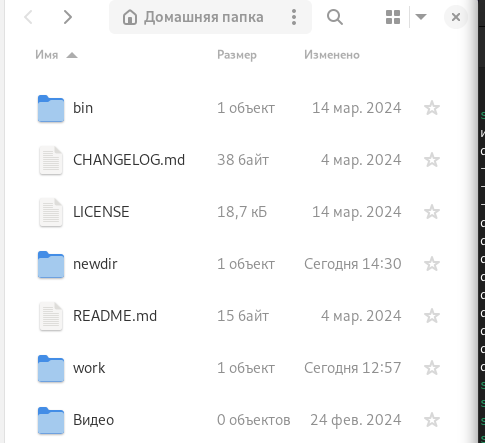 Домашняя папка
Имя Размер Изменено
bin 1 объект 14 мар. 2024
CHANGELOG.md 38 байт 4 мар. 2024
LICENSE 18,7 кБ 14 мар. 2024
newdir 1 объект Сегодня 14:30
README.md 15 байт 4 мар. 2024
work 1 объект Сегодня 12:57
Видео 0 объектов 24 фев. 2024